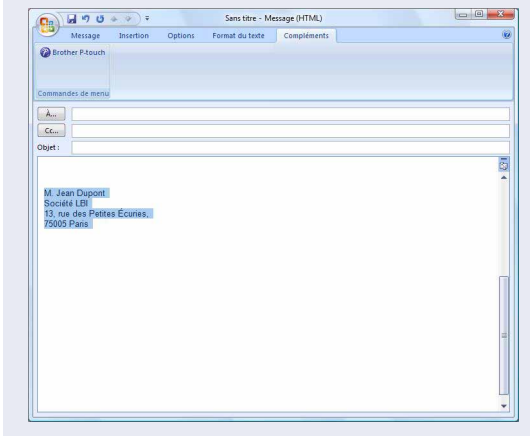 Sans titre - Message (HTML)
Message Insertion Options Format du texte Compléments
Brother P-touch
Commandes de menu
À...
Cc...
Objet :
M. Jean Dupont
Société LBI
13, rue des Petites Écuries,
75005 Paris